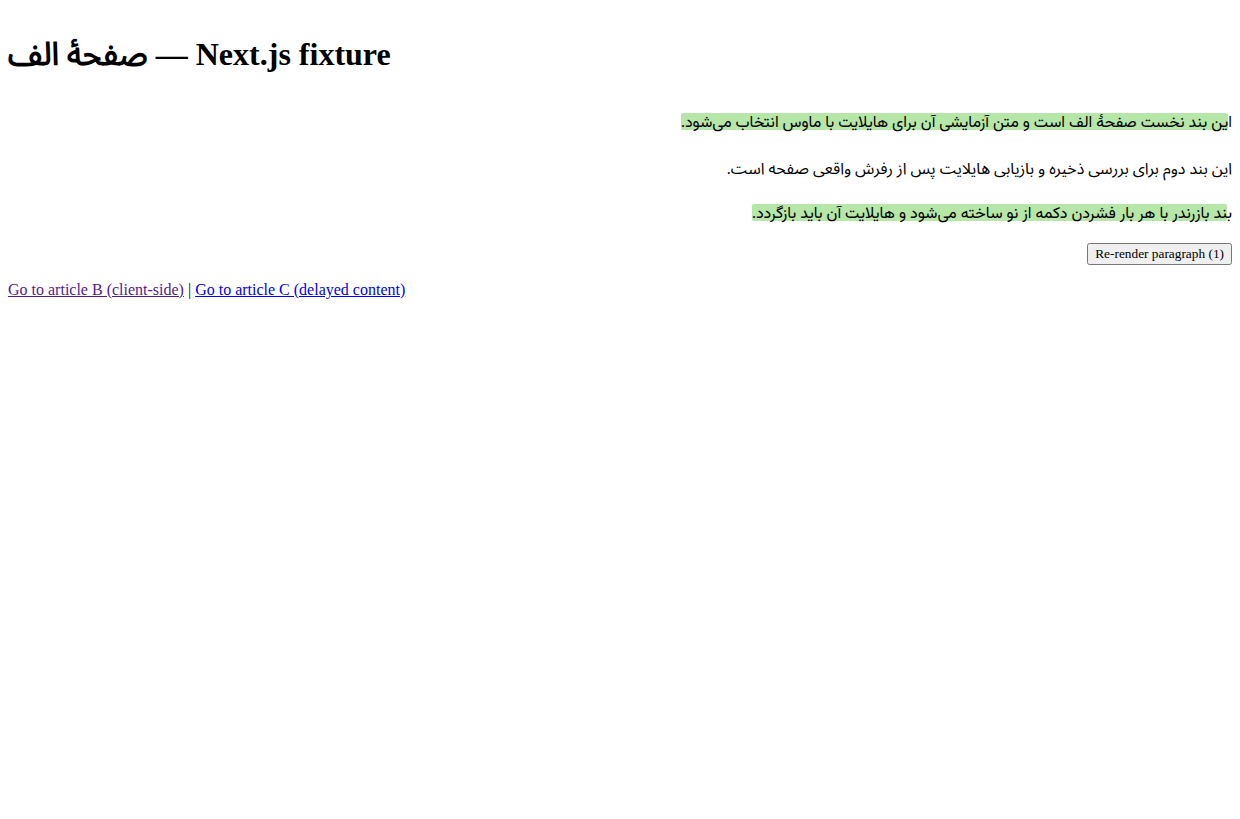 صفحهٔ الف — Next.js fixture
این بند نخست صفحهٔ الف است و متن آزمایشی آن برای هایلایت با ماوس انتخاب می‌شود.
این بند دوم برای بررسی ذخیره و بازیابی هایلایت پس از رفرش واقعی صفحه است.
بند بازرندر با هر بار فشردن دکمه از نو ساخته می‌شود و هایلایت آن باید بازگردد.
Re-render paragraph (1)
Go to article B (client-side) | Go to article C (delayed content)